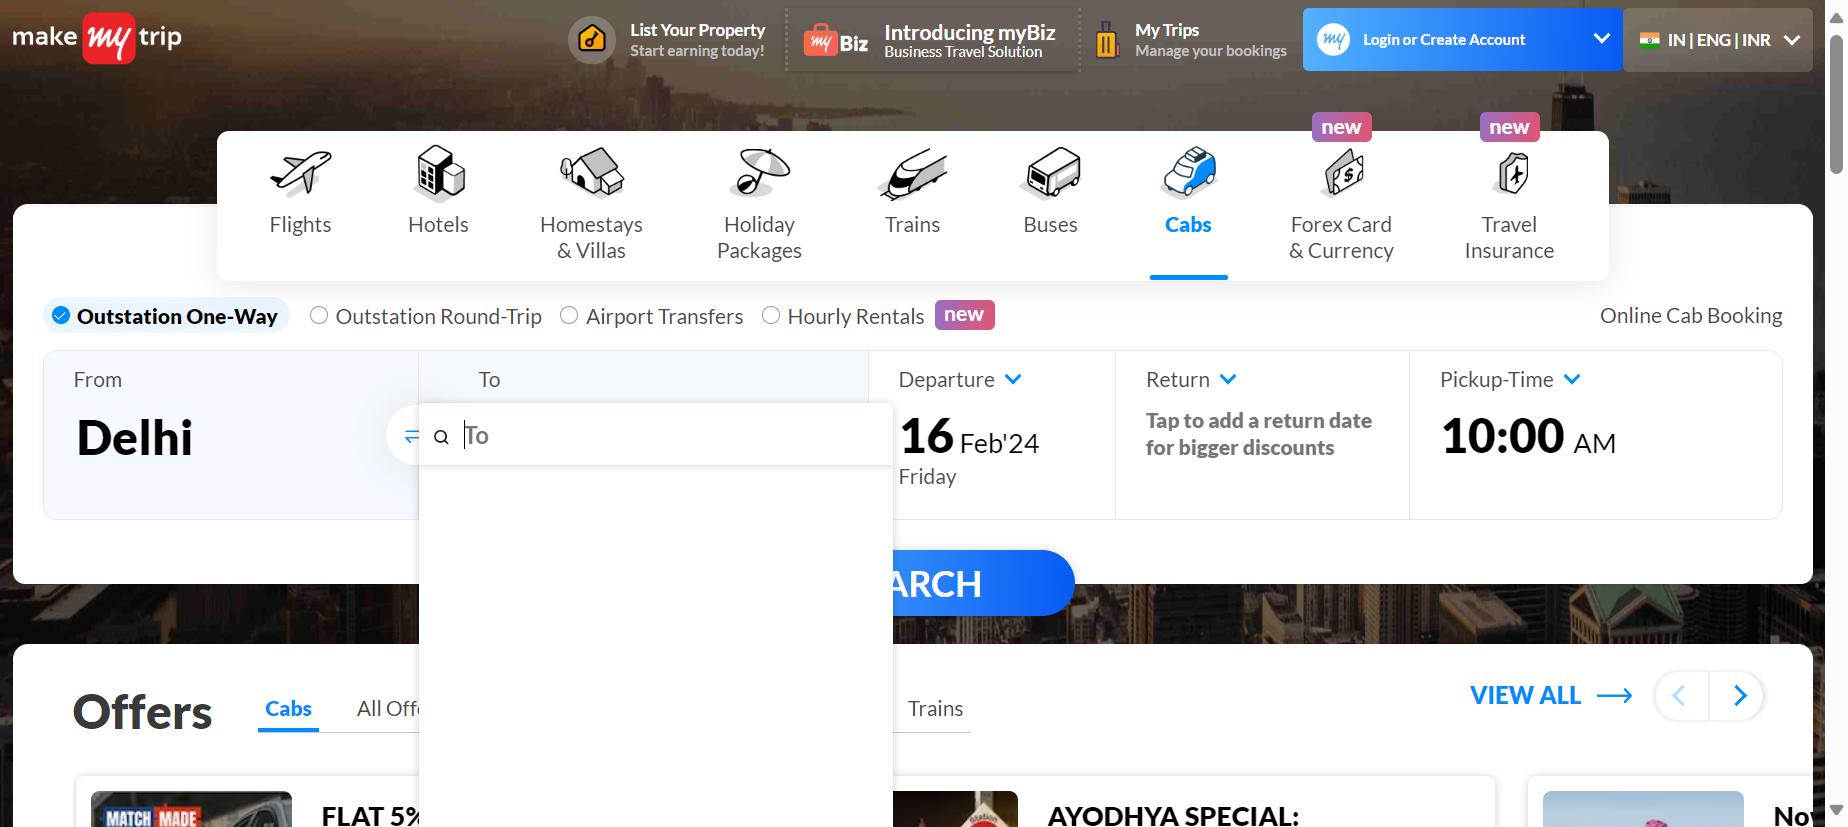 make my trip
List Your Property
Start earning today!
my Biz
Introducing myBiz
Business Travel Solution
My Trips
Manage your bookings
my
Login or Create Account
IN | ENG | INR
new
new
Flights
Hotels
Homestays
& Villas
Holiday
Packages
Trains
Buses
Cabs
Forex Card
& Currency
Travel
Insurance
Outstation One-Way
Outstation Round-Trip
Airport Transfers
Hourly Rentals
new
Online Cab Booking
From
To
Departure
Return
Pickup-Time
Delhi
To
16 Feb'24
Friday
Tap to add a return date
for bigger discounts
10:00 AM
ARCH
Offers
Cabs
All Offe
Trains
VIEW ALL
MATCH MADE
FLAT 5%
Station
AYODHYA SPECIAL:
Nov